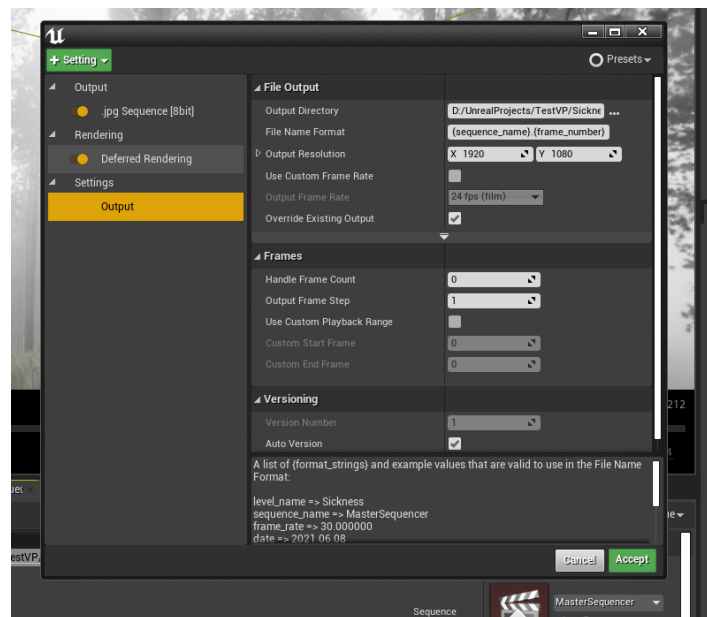 + Setting
Presets
Output
.jpg Sequence [8bit]
Rendering
Deferred Rendering
Settings
Output
File Output
Output Directory
D:/UnrealProjects/TestVP/Sickne
...
File Name Format
{sequence_name}.{frame_number}
Output Resolution
X 1920
Y 1080
Use Custom Frame Rate
Output Frame Rate
24 fps (film)
Override Existing Output
Frames
Handle Frame Count
0
Output Frame Step
1
Use Custom Playback Range
Custom Start Frame
0
Custom End Frame
0
Versioning
Version Number
1
Auto Version
A list of {format_strings} and example values that are valid to use in the File Name
Format:
level_name => Sickness
sequence_name => MasterSequencer
frame_rate => 30.000000
date => 2021.06.08
Cancel
Accept
212
estVP
Sequence
MasterSequencer